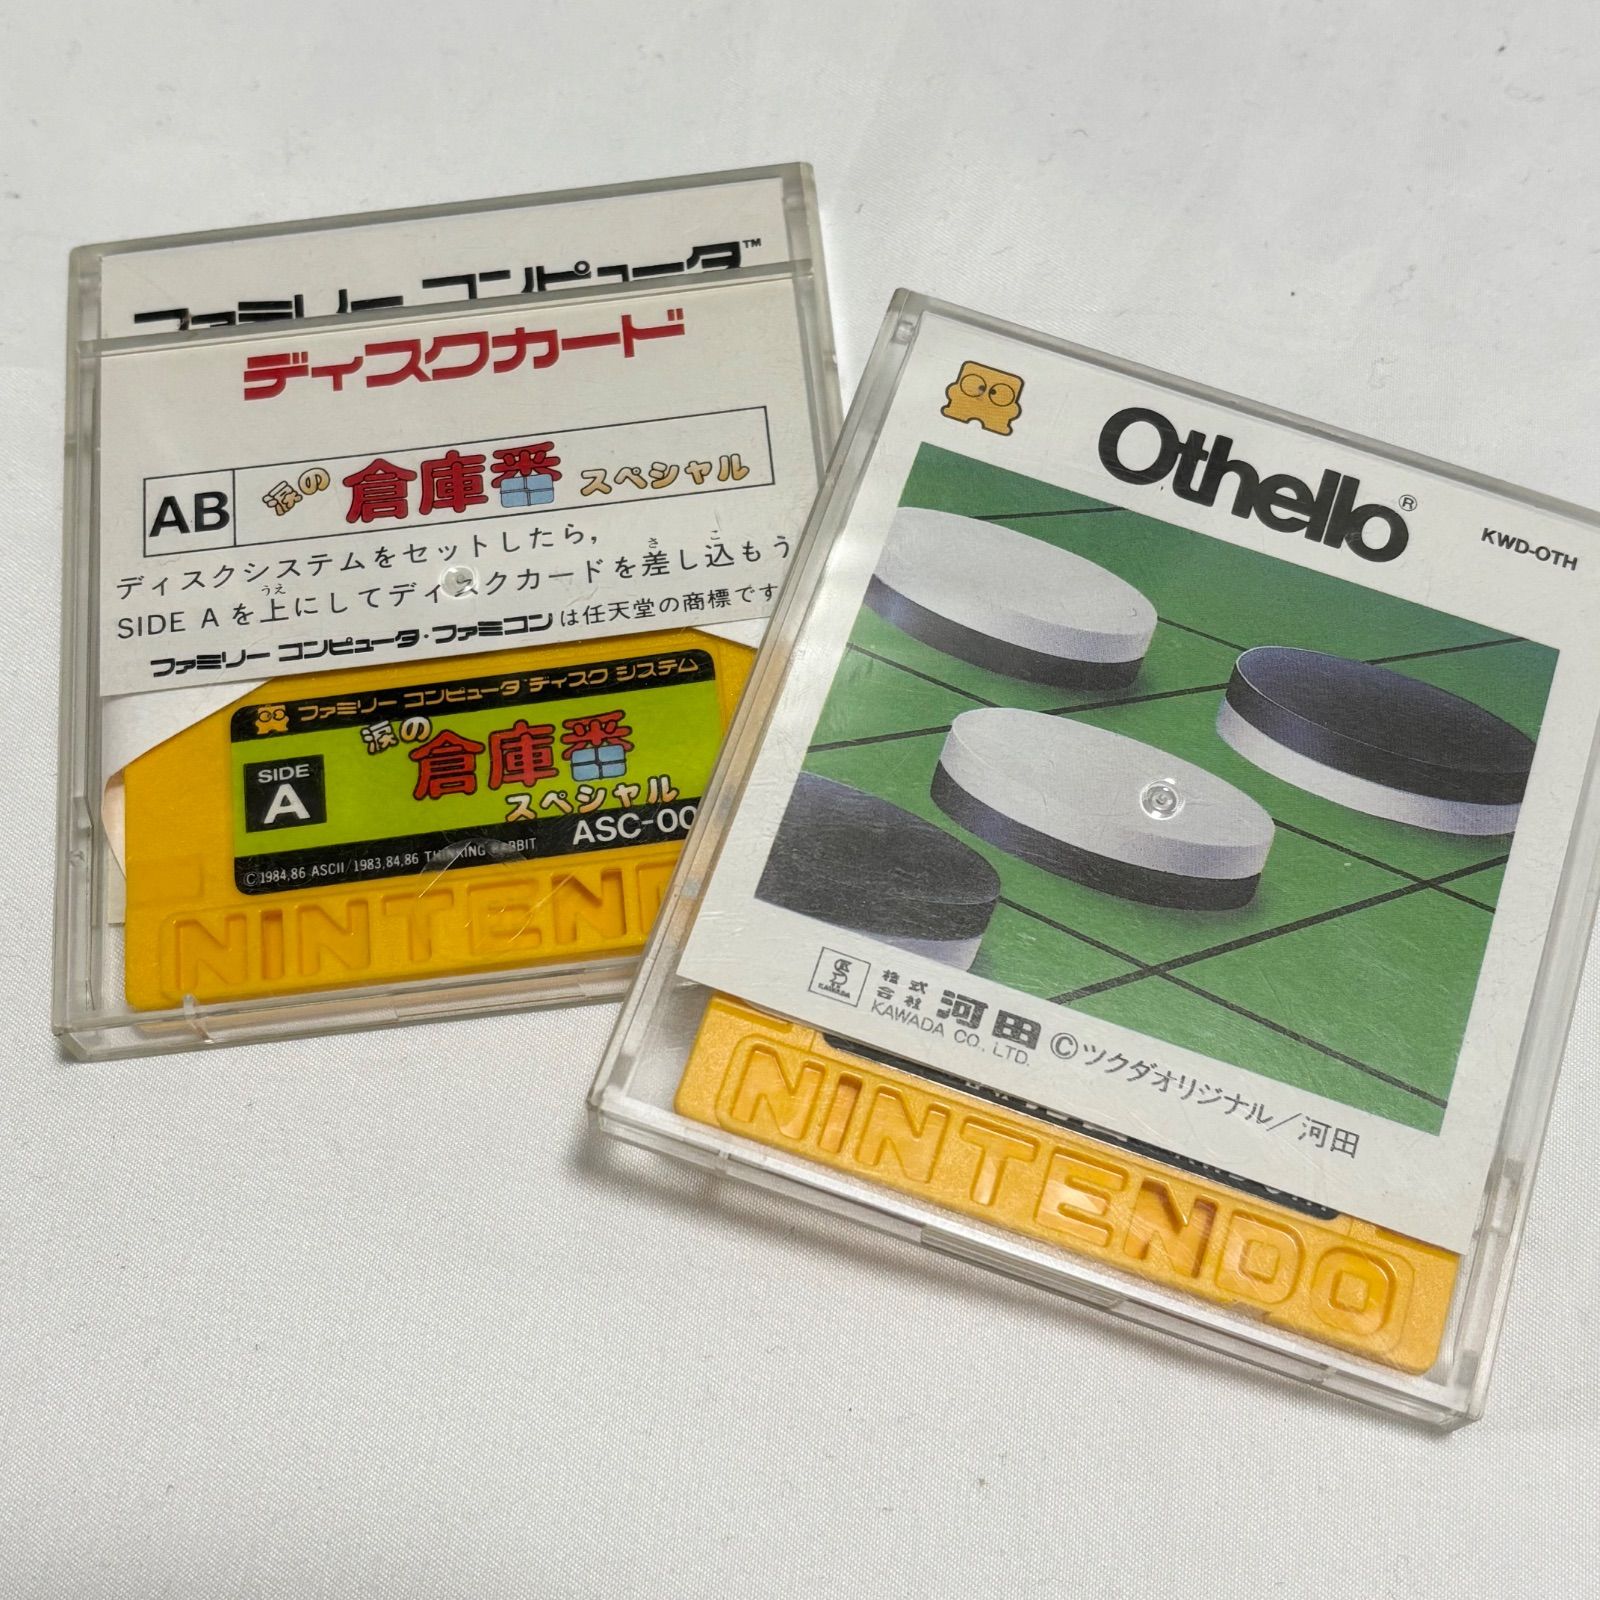 ファミリー コンピュータ™
ディスクカード
AB 涙の倉庫番スペシャル
ディスクシステムをセットしたら,
SIDE Aを上にしてディスクカードを差し込もう
うえ
さ
こ
ファミリー コンピュータ・ファミコンは任天堂の商標です
ファミリー コンピュータ ディスク システム
SIDE A
涙の倉庫番
スペシャル
ASC-00
©1984,86 ASCII/1983,84,86 THINKING RABBIT
NINTENDO
Othello®
KWD-OTH
KAWADA
株式会社 河田
KAWADA CO., LTD.
©ツクダオリジナル/河田
NINTENDO